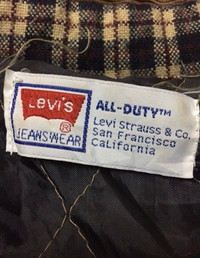 Levi's
®
JEANSWEAR
ALL-DUTY™
Levi Strauss & Co.
San Francisco
California